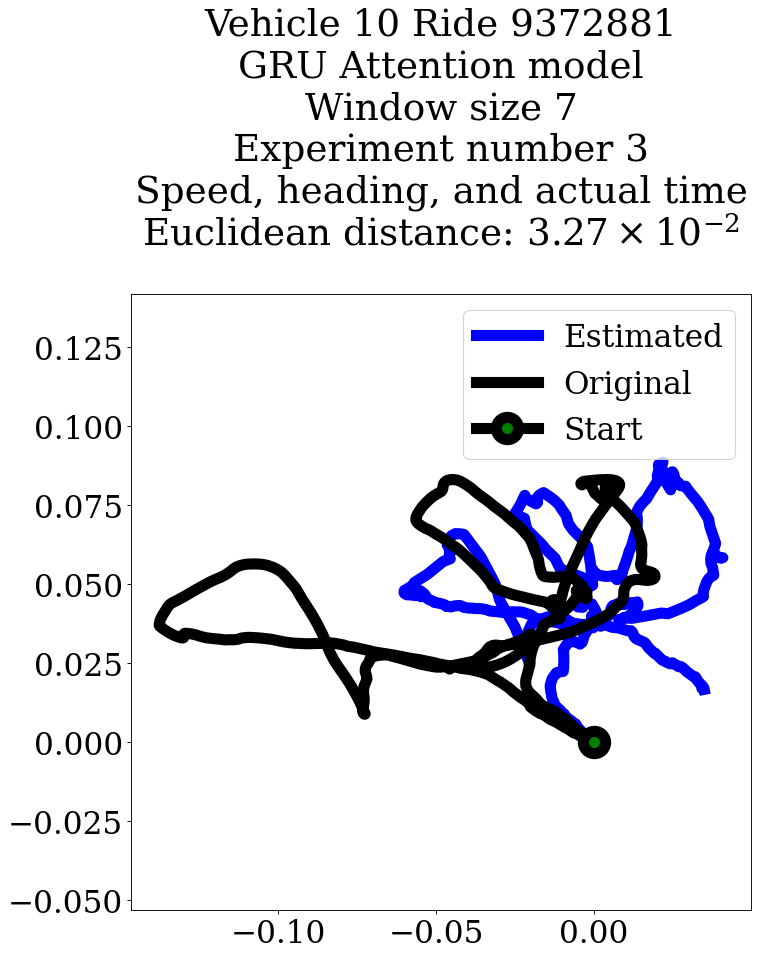 Vehicle 10 Ride 9372881
GRU Attention model
Window size 7
Experiment number 3
Speed, heading, and actual time
Euclidean distance: 3.27 × 10⁻²
Estimated
Original
Start
0.125
0.100
0.075
0.050
0.025
0.000
−0.025
−0.050
−0.10 −0.05 0.00